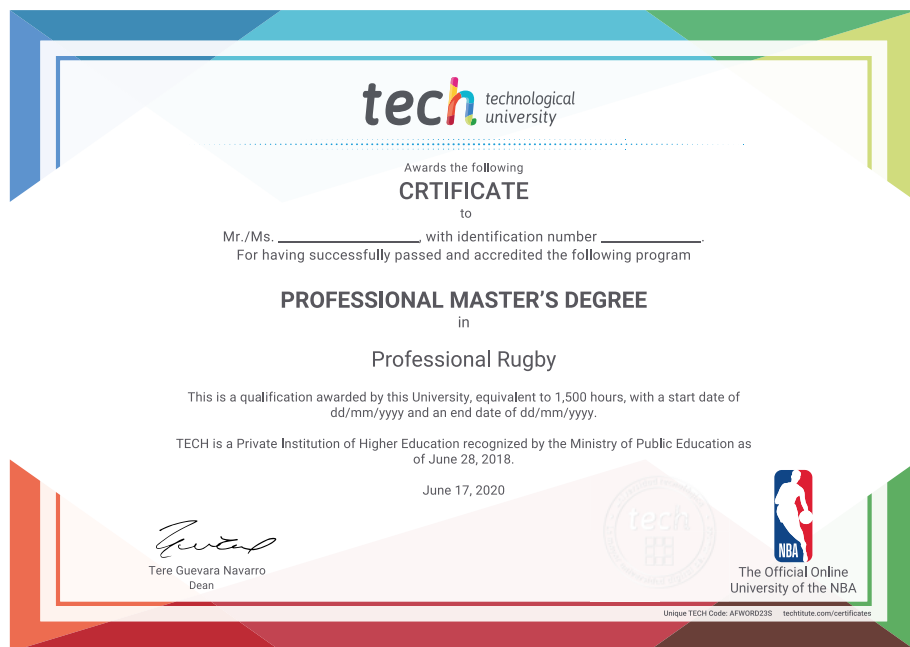 tech technological
university
Awards the following
CRTIFICATE
to
Mr./Ms. ____________________, with identification number ______________.
For having successfully passed and accredited the following program
PROFESSIONAL MASTER'S DEGREE
in
Professional Rugby
This is a qualification awarded by this University, equivalent to 1,500 hours, with a start date of
dd/mm/yyyy and an end date of dd/mm/yyyy.
TECH is a Private Institution of Higher Education recognized by the Ministry of Public Education as
of June 28, 2018.
June 17, 2020
tech
Tere Guevara Navarro
Dean
NBA
The Official Online
University of the NBA
Unique TECH Code: AFWORD23S techtitute.com/certificates